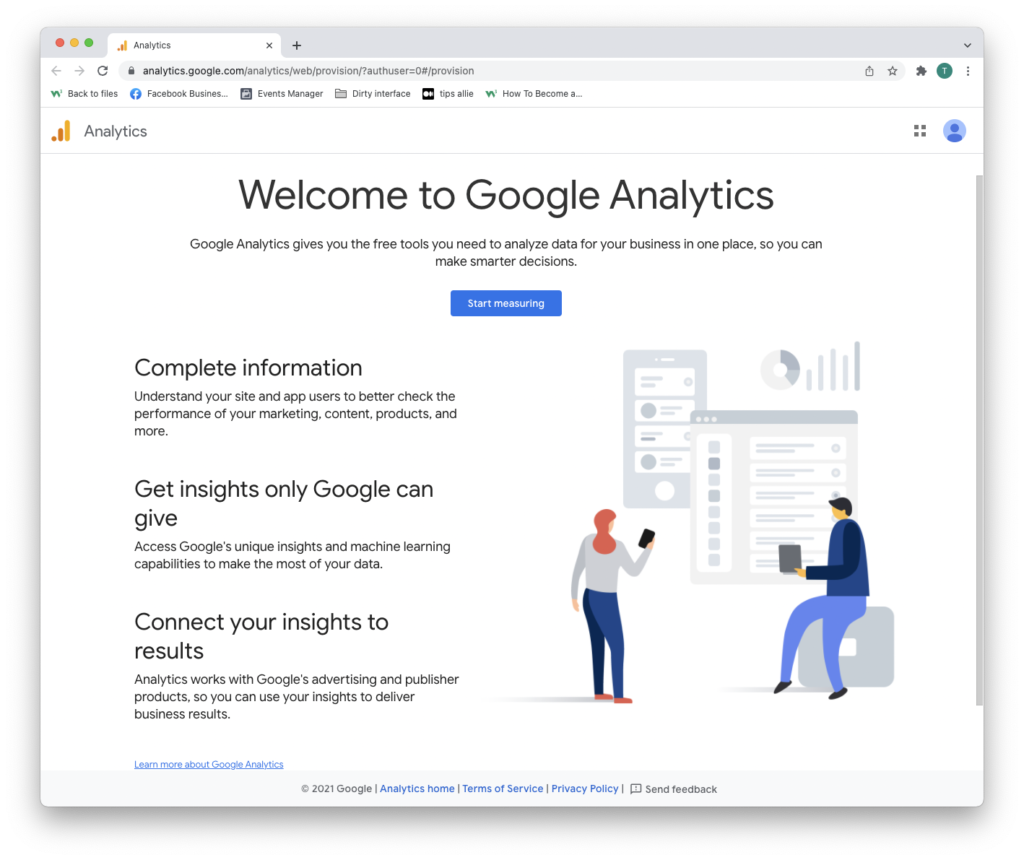 Analytics
analytics.google.com/analytics/web/provision/?authuser=0#/provision
T
Back to files
Facebook Busines...
Events Manager
Dirty interface
tips allie
How To Become a...
Analytics
Welcome to Google Analytics
Google Analytics gives you the free tools you need to analyze data for your business in one place, so you can
make smarter decisions.
Start measuring
Complete information
Understand your site and app users to better check the
performance of your marketing, content, products, and
more.
Get insights only Google can
give
Access Google's unique insights and machine learning
capabilities to make the most of your data.
Connect your insights to
results
Analytics works with Google's advertising and publisher
products, so you can use your insights to deliver
business results.
Learn more about Google Analytics
© 2021 Google | Analytics home | Terms of Service | Privacy Policy | Send feedback